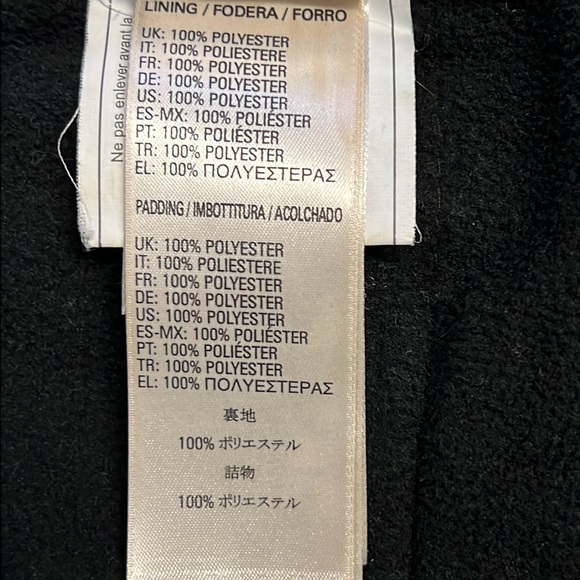 LINING / FODERA / FORRO
UK: 100% POLYESTER
IT: 100% POLIESTERE
FR: 100% POLYESTER
DE: 100% POLYESTER
US: 100% POLYESTER
ES-MX: 100% POLIÉSTER
PT: 100% POLIÉSTER
TR: 100% POLYESTER
EL: 100% ΠΟΛΥΕΣΤΕΡΑΣ
PADDING / IMBOTTITURA / ACOLCHADO
UK: 100% POLYESTER
IT: 100% POLIESTERE
FR: 100% POLYESTER
DE: 100% POLYESTER
US: 100% POLYESTER
ES-MX: 100% POLIÉSTER
PT: 100% POLIÉSTER
TR: 100% POLYESTER
EL: 100% ΠΟΛΥΕΣΤΕΡΑΣ
裏地
100% ポリエステル
詰物
100% ポリエステル
Ne pas enlever avant la